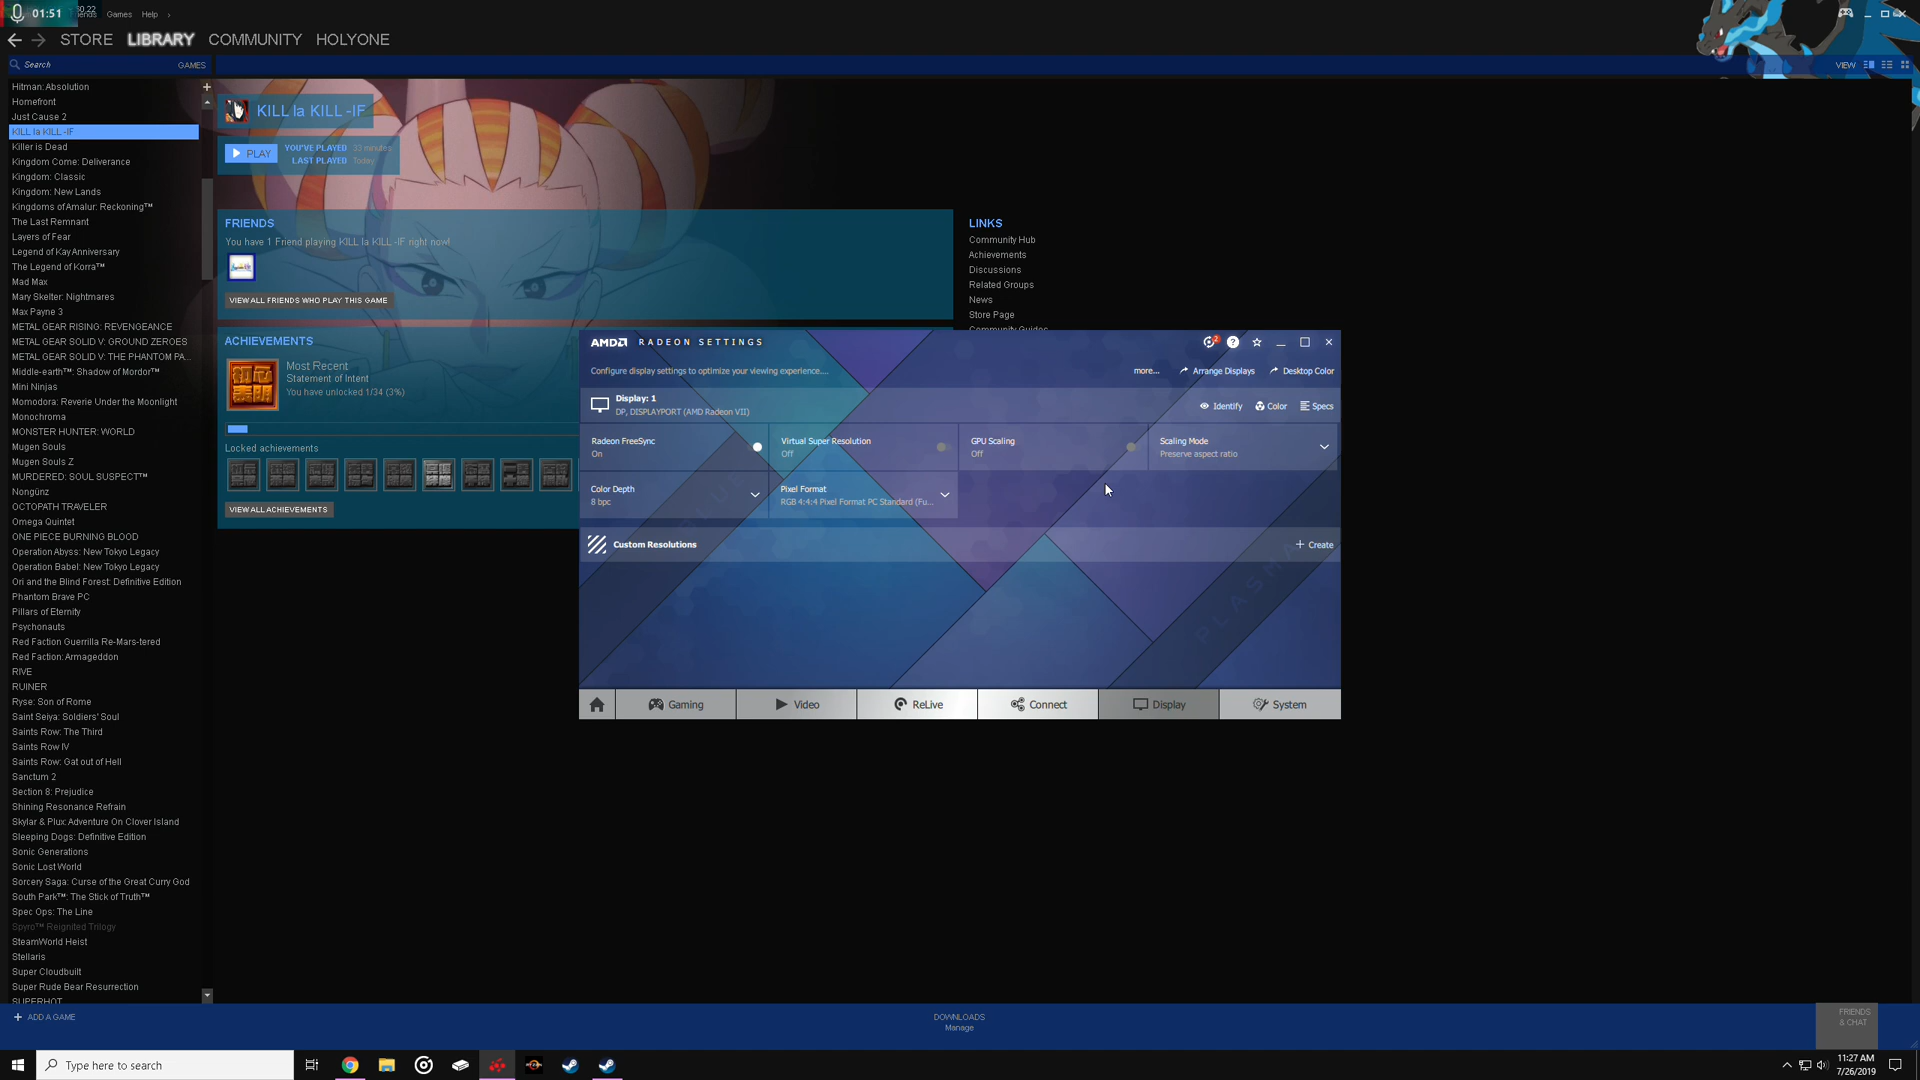 01:51
Games
Help
STORE
LIBRARY
COMMUNITY
HOLYONE
Search
GAMES
VIEW
Hitman: Absolution
Homefront
Just Cause 2
KILL la KILL -IF
Killer is Dead
Kingdom Come: Deliverance
Kingdom: Classic
Kingdom: New Lands
Kingdoms of Amalur: Reckoning™
The Last Remnant
Layers of Fear
Legend of Kay Anniversary
The Legend of Korra™
Mad Max
Mary Skelter: Nightmares
Max Payne 3
METAL GEAR RISING: REVENGEANCE
METAL GEAR SOLID V: GROUND ZEROES
METAL GEAR SOLID V: THE PHANTOM PA...
Middle-earth™: Shadow of Mordor™
Mini Ninjas
Momodora: Reverie Under the Moonlight
Monochroma
MONSTER HUNTER: WORLD
Mugen Souls
Mugen Souls Z
MURDERED: SOUL SUSPECT™
Nongünz
OCTOPATH TRAVELER
Omega Quintet
ONE PIECE BURNING BLOOD
Operation Abyss: New Tokyo Legacy
Operation Babel: New Tokyo Legacy
Ori and the Blind Forest: Definitive Edition
Phantom Brave PC
Pillars of Eternity
Psychonauts
Red Faction Guerrilla Re-Mars-tered
Red Faction: Armageddon
RIVE
RUINER
Ryse: Son of Rome
Saint Seiya: Soldiers' Soul
Saints Row: The Third
Saints Row IV
Saints Row: Gat out of Hell
Sanctum 2
Section 8: Prejudice
Shining Resonance Refrain
Skylar & Plux: Adventure On Clover Island
Sleeping Dogs: Definitive Edition
Sonic Generations
Sonic Lost World
Sorcery Saga: Curse of the Great Curry God
South Park™: The Stick of Truth™
Spec Ops: The Line
Spyro™ Reignited Trilogy
SteamWorld Heist
Stellaris
Super Cloudbuilt
Super Rude Bear Resurrection
SUPERHOT
KILL la KILL -IF
PLAY
YOU'VE PLAYED 33 minutes
LAST PLAYED Today
FRIENDS
You have 1 Friend playing KILL la KILL -IF right now!
VIEW ALL FRIENDS WHO PLAY THIS GAME
ACHIEVEMENTS
Most Recent
Statement of Intent
You have unlocked 1/34 (3%)
Locked achievements
VIEW ALL ACHIEVEMENTS
LINKS
Community Hub
Achievements
Discussions
Related Groups
News
Store Page
Community Guides
AMD RADEON SETTINGS
Configure display settings to optimize your viewing experience....
more...
Arrange Displays
Desktop Color
Display: 1
DP, DISPLAYPORT (AMD Radeon VII)
Identify
Color
Specs
Radeon FreeSync
On
Virtual Super Resolution
Off
GPU Scaling
Off
Scaling Mode
Preserve aspect ratio
Color Depth
8 bpc
Pixel Format
RGB 4:4:4 Pixel Format PC Standard (Fu...
Custom Resolutions
Create
PLASMA
Gaming
Video
ReLive
Connect
Display
System
ADD A GAME
DOWNLOADS
Manage
FRIENDS
& CHAT
Type here to search
11:27 AM
7/26/2019